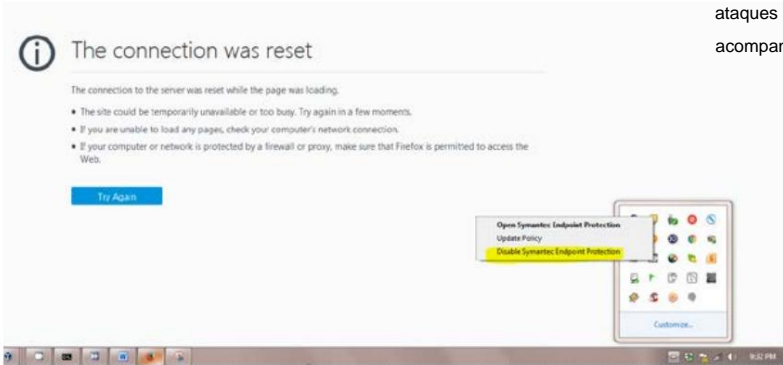 ataques
The connection was reset
The connection to the server was reset while the page was loading.
The site could be temporarily unavailable or too busy. Try again in a few moments.
If you are unable to load any pages, check your computer's network connection.
If your computer or network is protected by a firewall or proxy, make sure that Firefox is permitted to access the
Web.
Try Again
Open Symantec Endpoint Protection
Update Policy
Disable Symantec Endpoint Protection
Customize...
9:32 PM